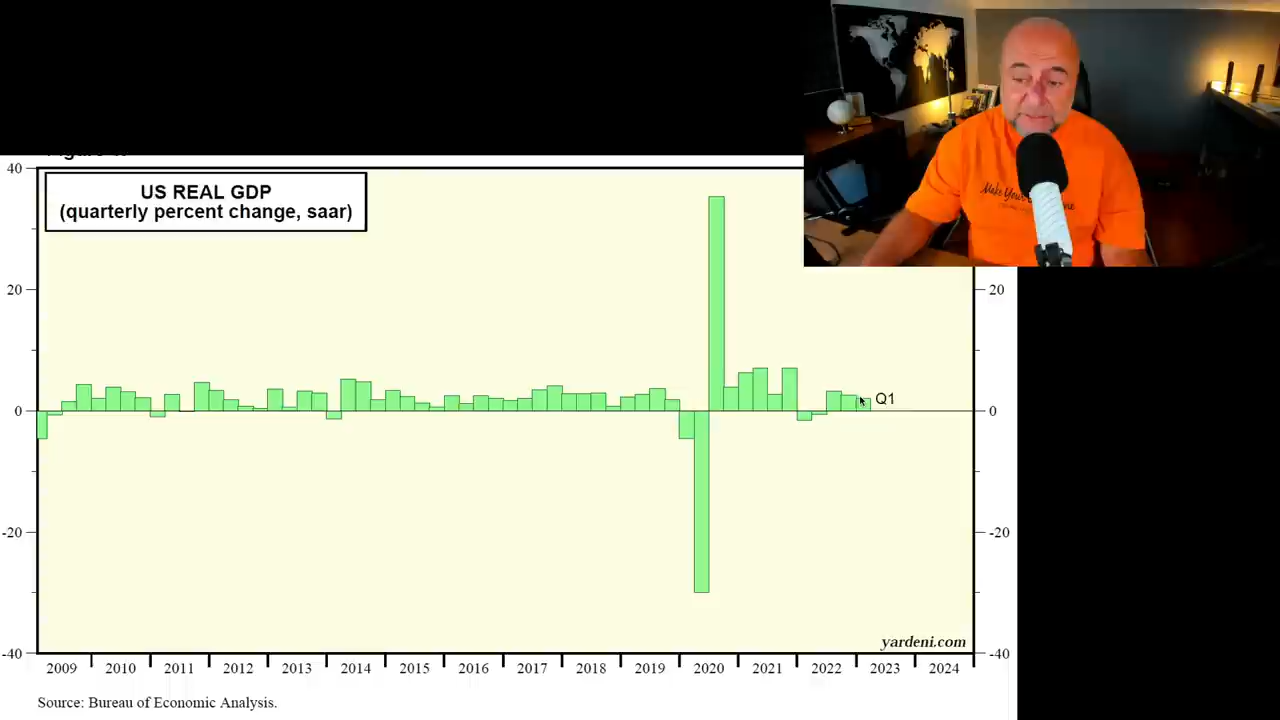 40
US REAL GDP
(quarterly percent change, saar)
Make Your
20
20
Q1
0
0
-20
-20
yardeni.com
-40
-40
2009 2010 2011 2012 2013 2014 2015 2016 2017 2018 2019 2020 2021 2022 2023 2024
Source: Bureau of Economic Analysis.